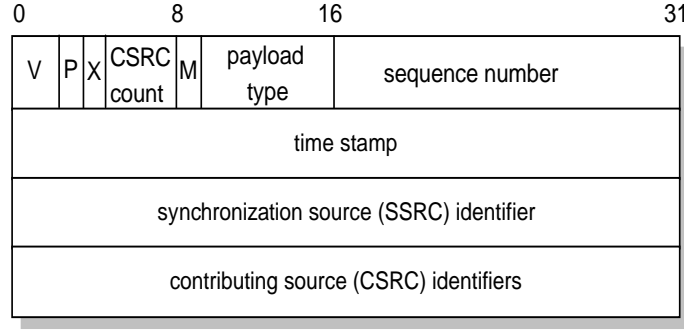 0 8 16 31
V P X CSRC count M payload type sequence number
time stamp
synchronization source (SSRC) identifier
contributing source (CSRC) identifiers